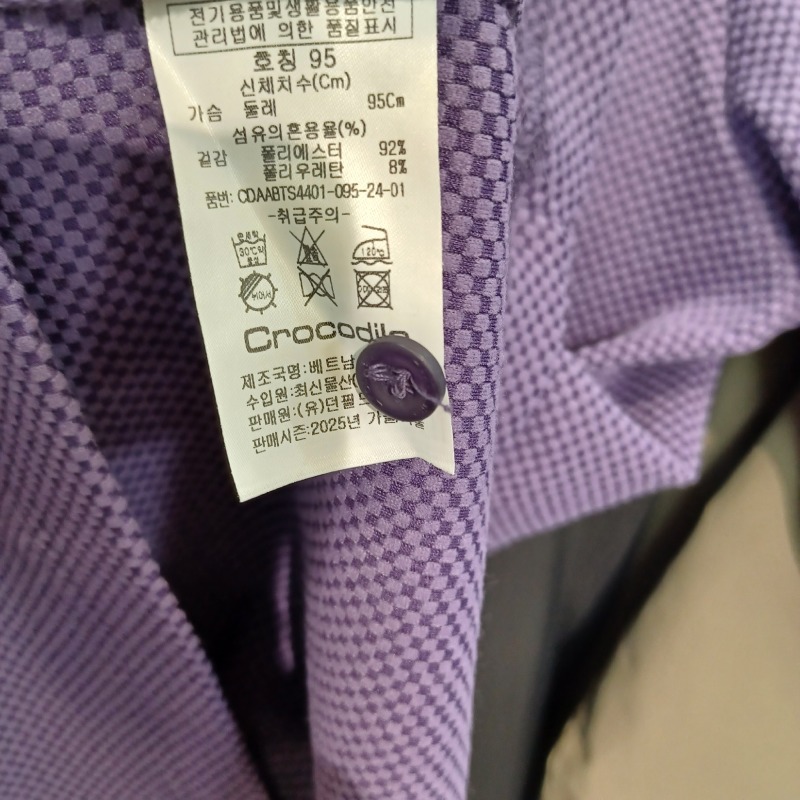 전기용품및생활용품안전
관리법에 의한 품질표시
호칭 95
신체치수(Cm)
가슴 둘레 95Cm
섬유의혼용율(%)
겉감 폴리에스터 92%
폴리우레탄 8%
품번: CDAABTS4401-095-24-01
-취급주의-
30℃
120℃
Crocodile
제조국명:베트남
수입원:최신물산
판매원:(유)던필드
판매시즌:2025년